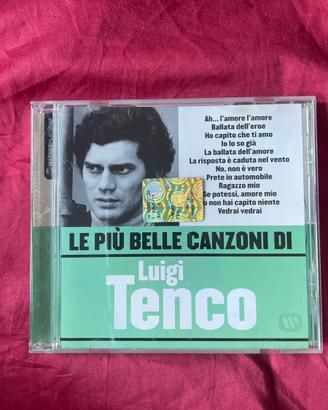 Ah... l'amore l'amore
Ballata dell'eroe
Ho capito che ti amo
Io lo so già
La ballata dell'amore
La risposta è caduta nel vento
No, non è vero
Prete in automobile
Ragazzo mio
Se potessi, amore mio
u non hai capito niente
Vedrai vedrai
LE PIÙ BELLE CANZONI DI
Luigi
Tenco